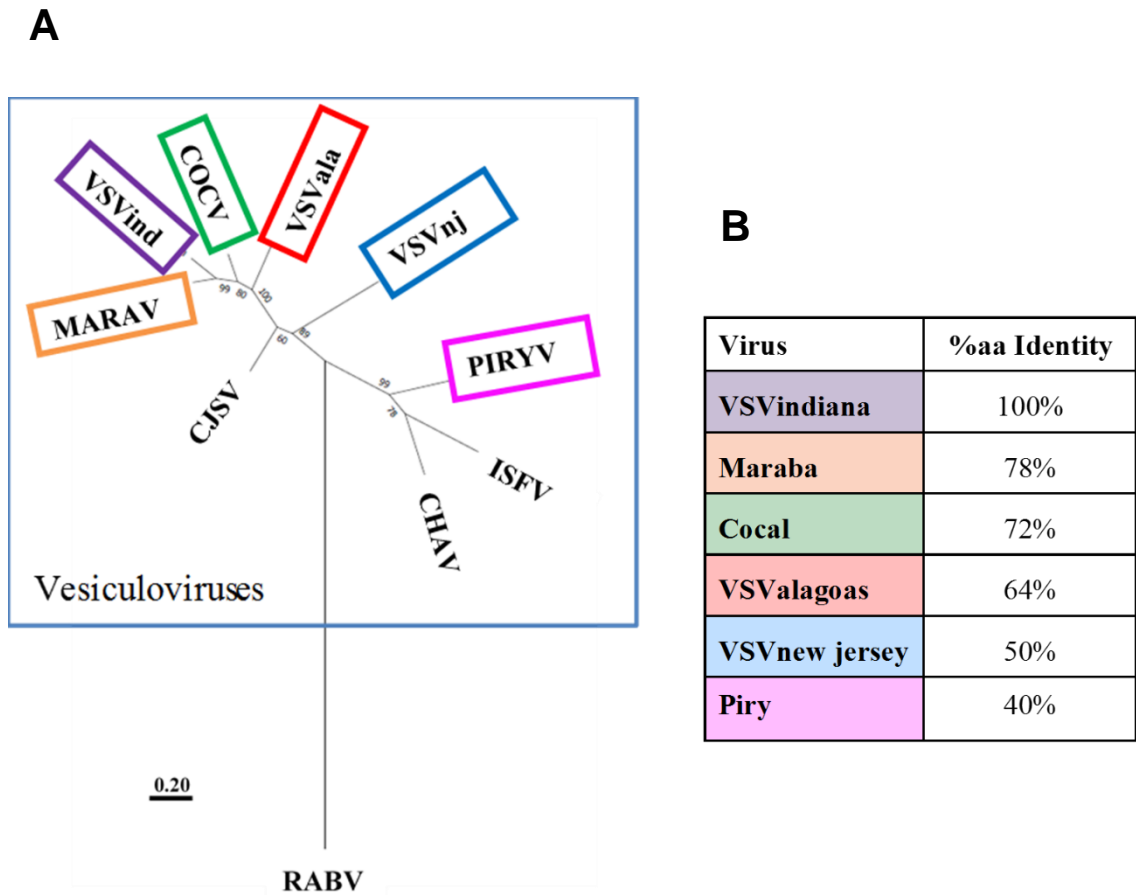 A
COCV
VSVala
VSVind
VSVnj
MARAV
99
80
100
89
60
PIRYV
99
78
CJSV
ISFV
CHAV
Vesiculoviruses
0.20
RABV
B
Virus %aa Identity
VSVindiana 100%
Maraba 78%
Cocal 72%
VSValagoas 64%
VSVnew jersey 50%
Piry 40%